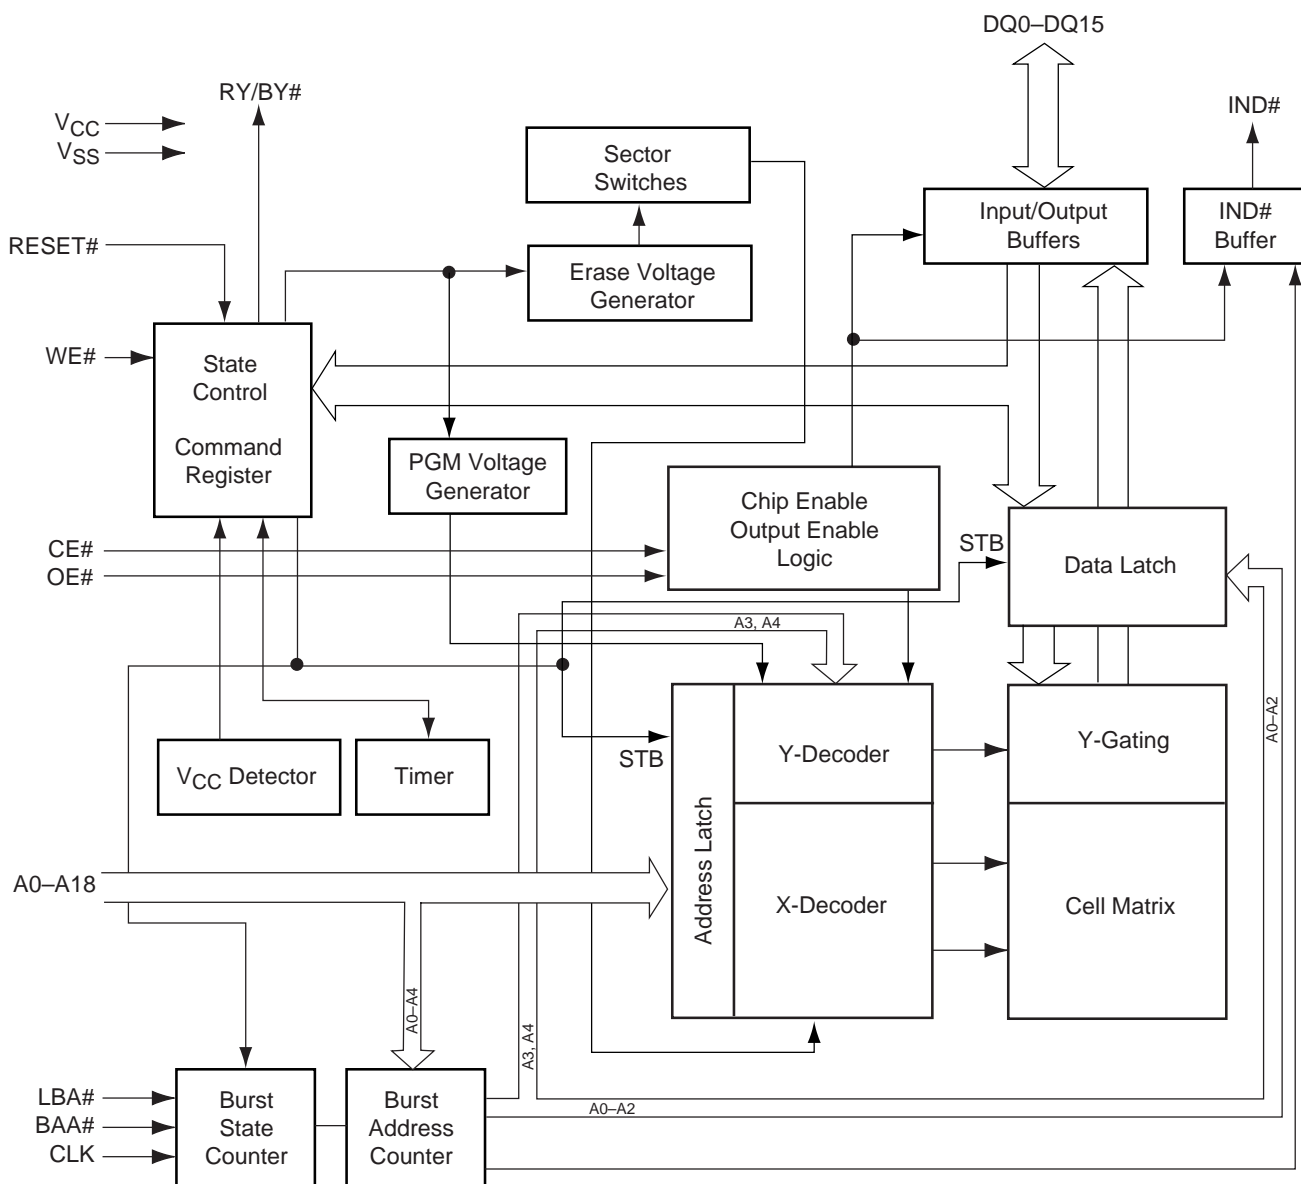 DQ0–DQ15
RY/BY#
IND#
VCC
VSS
Sector
Switches
Input/Output
Buffers
IND#
Buffer
RESET#
Erase Voltage
Generator
WE#
State
Control
Command
Register
PGM Voltage
Generator
Chip Enable
Output Enable
Logic
CE#
OE#
STB
Data Latch
A3, A4
A0–A2
STB
Y-Decoder
Y-Gating
VCC Detector
Timer
Address Latch
A0–A18
X-Decoder
Cell Matrix
A0–A4
A3, A4
LBA#
BAA#
CLK
Burst
State
Counter
Burst
Address
Counter
A0–A2